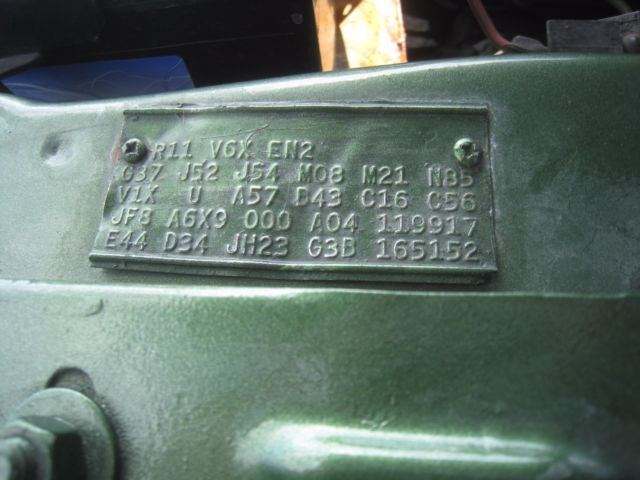 R11 V6X EN2
G37 J52 J54 M08 M21 N85
V1X U A57 B43 C16 C56
JF8 A6X9 000 A04 119917
E44 D34 JH23 G3B 165152